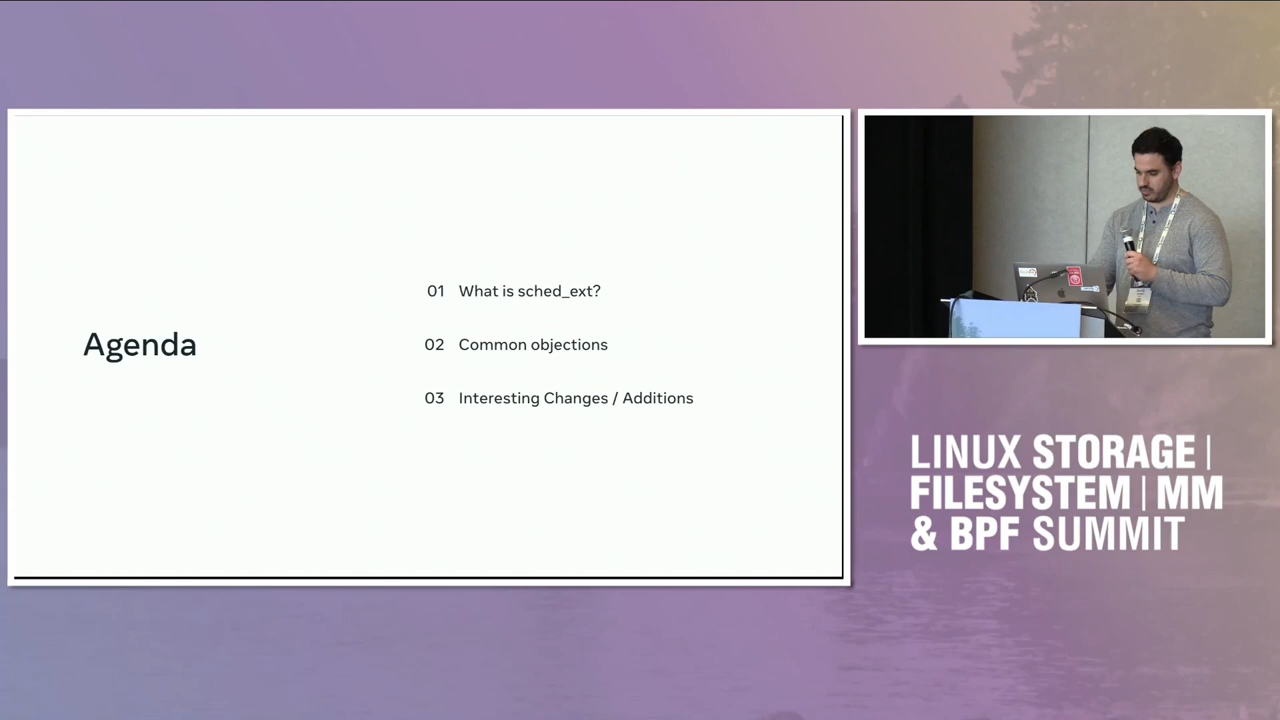 Agenda
01 What is sched_ext?
02 Common objections
03 Interesting Changes / Additions
LINUX STORAGE |
FILESYSTEM | MM
& BPF SUMMIT